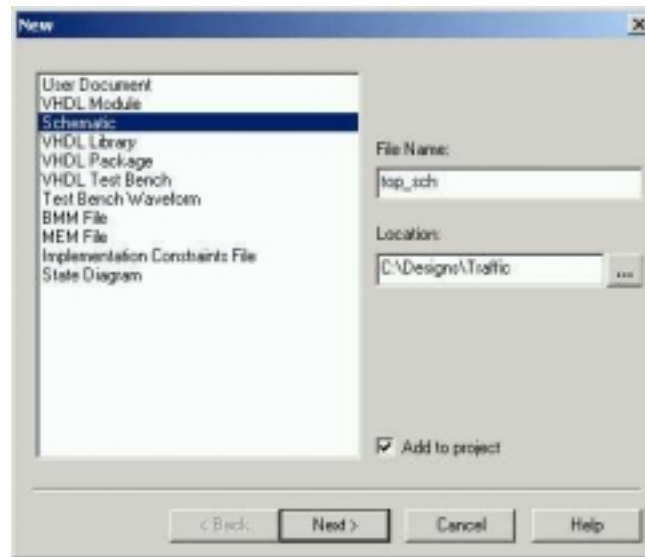 New
User Document
VHDL Module
Schematic
VHDL Library
VHDL Package
VHDL Test Bench
Test Bench Waveform
BMM File
MEM File
Implementation Constraints File
State Diagram
File Name:
top_sch
Location:
C:\Designs\Traffic
...
Add to project
< Back
Next >
Cancel
Help